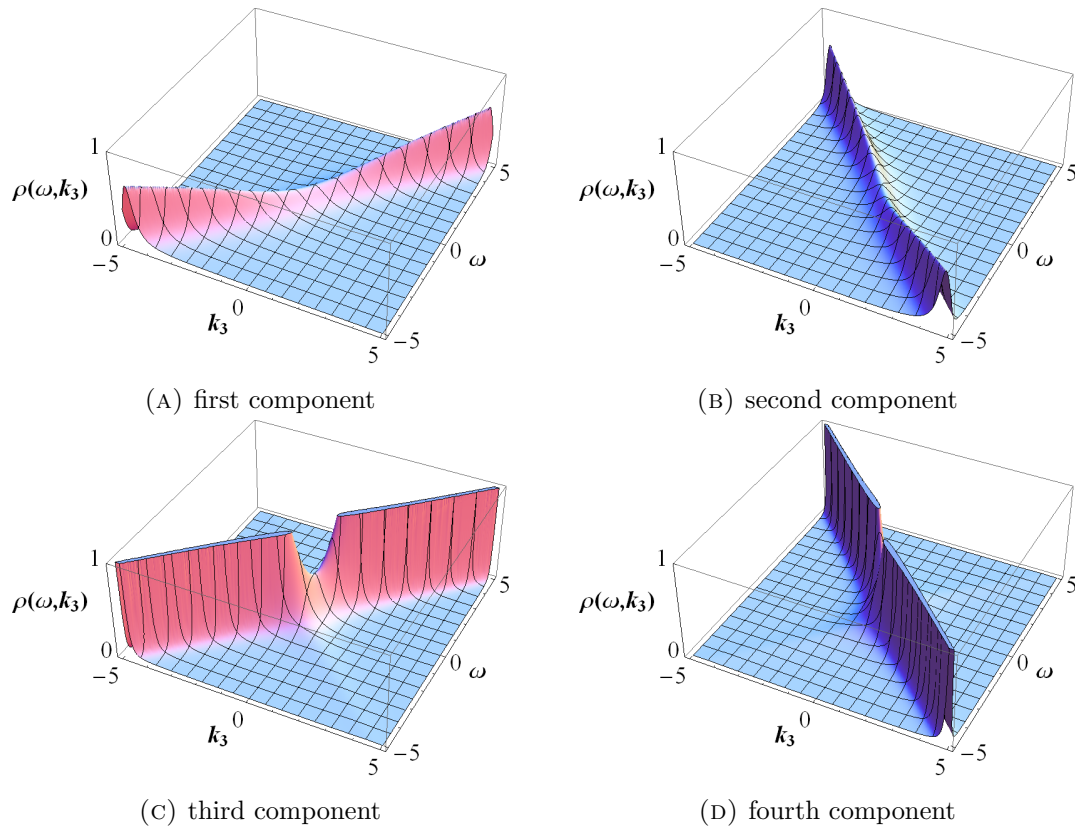 1
ρ(ω,k3)
0
−5
0
k3
5
−5
0
ω
5
(A) first component
1
ρ(ω,k3)
0
−5
0
k3
5
−5
0
ω
5
(B) second component
1
ρ(ω,k3)
0
−5
0
k3
5
−5
0
ω
5
(C) third component
1
ρ(ω,k3)
0
−5
0
k3
5
−5
0
ω
5
(D) fourth component